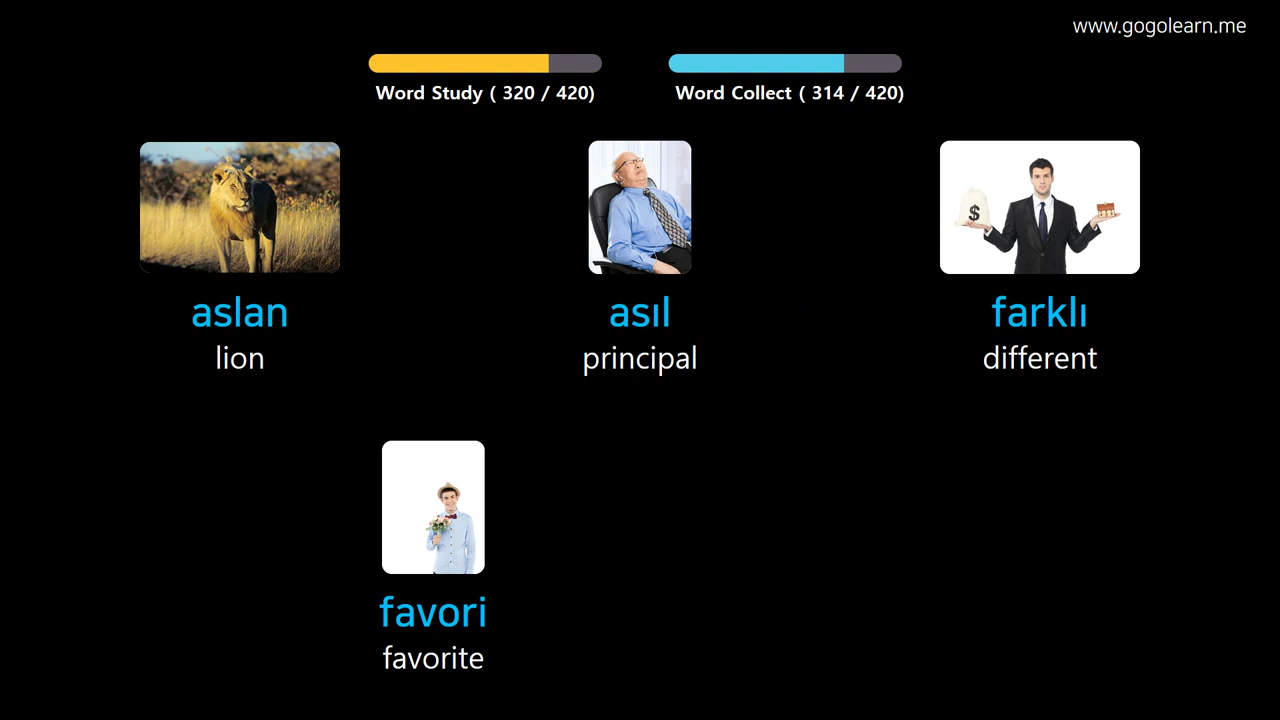 www.gogolearn.me
Word Study ( 320 / 420)
Word Collect ( 314 / 420)
$
aslan
asıl
farklı
lion
principal
different
favori
favorite